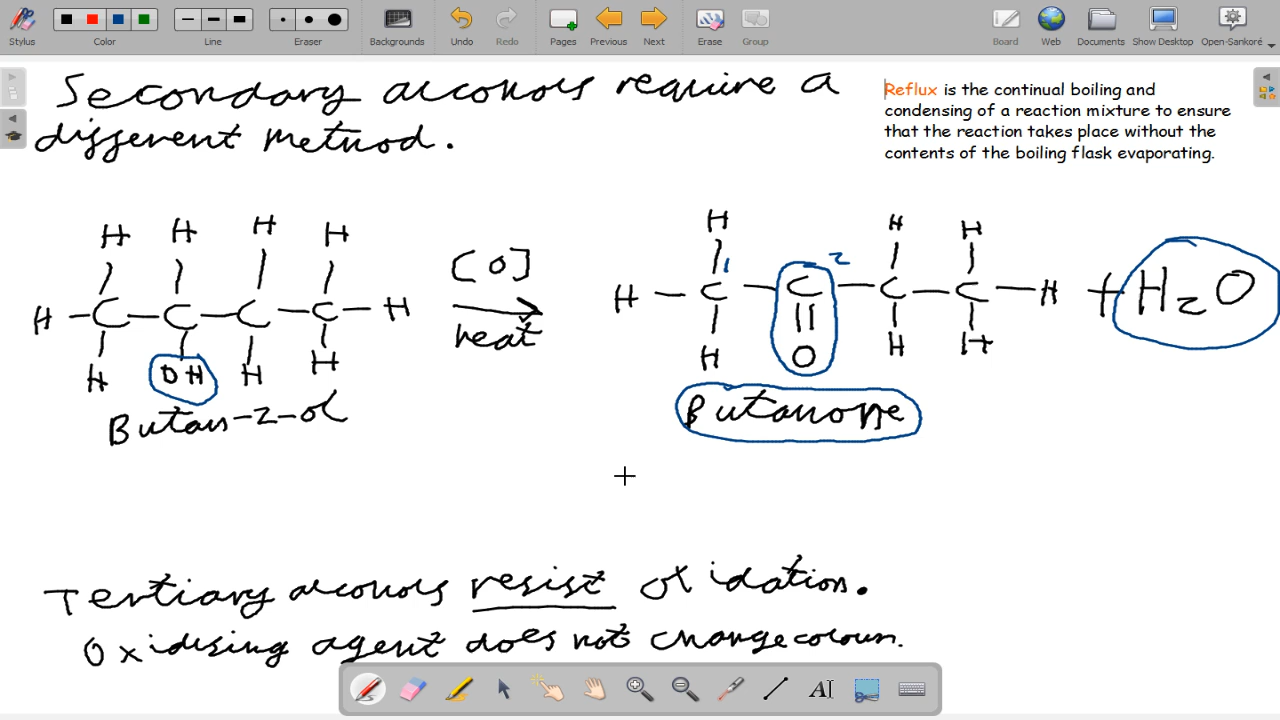 Stylus Color Line Eraser Backgrounds Undo Redo Pages Previous Next Erase Group Board Web Documents Show Desktop Open-Sankoré
Secondary alcohols require a
different method.
Reflux is the continual boiling and
condensing of a reaction mixture to ensure
that the reaction takes place without the
contents of the boiling flask evaporating.
H H H H
H - C - C - C - C - H
H OH H H
Butan-2-ol
[O]
heat
H H H
1 2
H - C - C - C - C - H + H2O
H O H H
Butanone
Tertiary alcohols resist oxidation.
Oxidising agent does not change colour.
AI